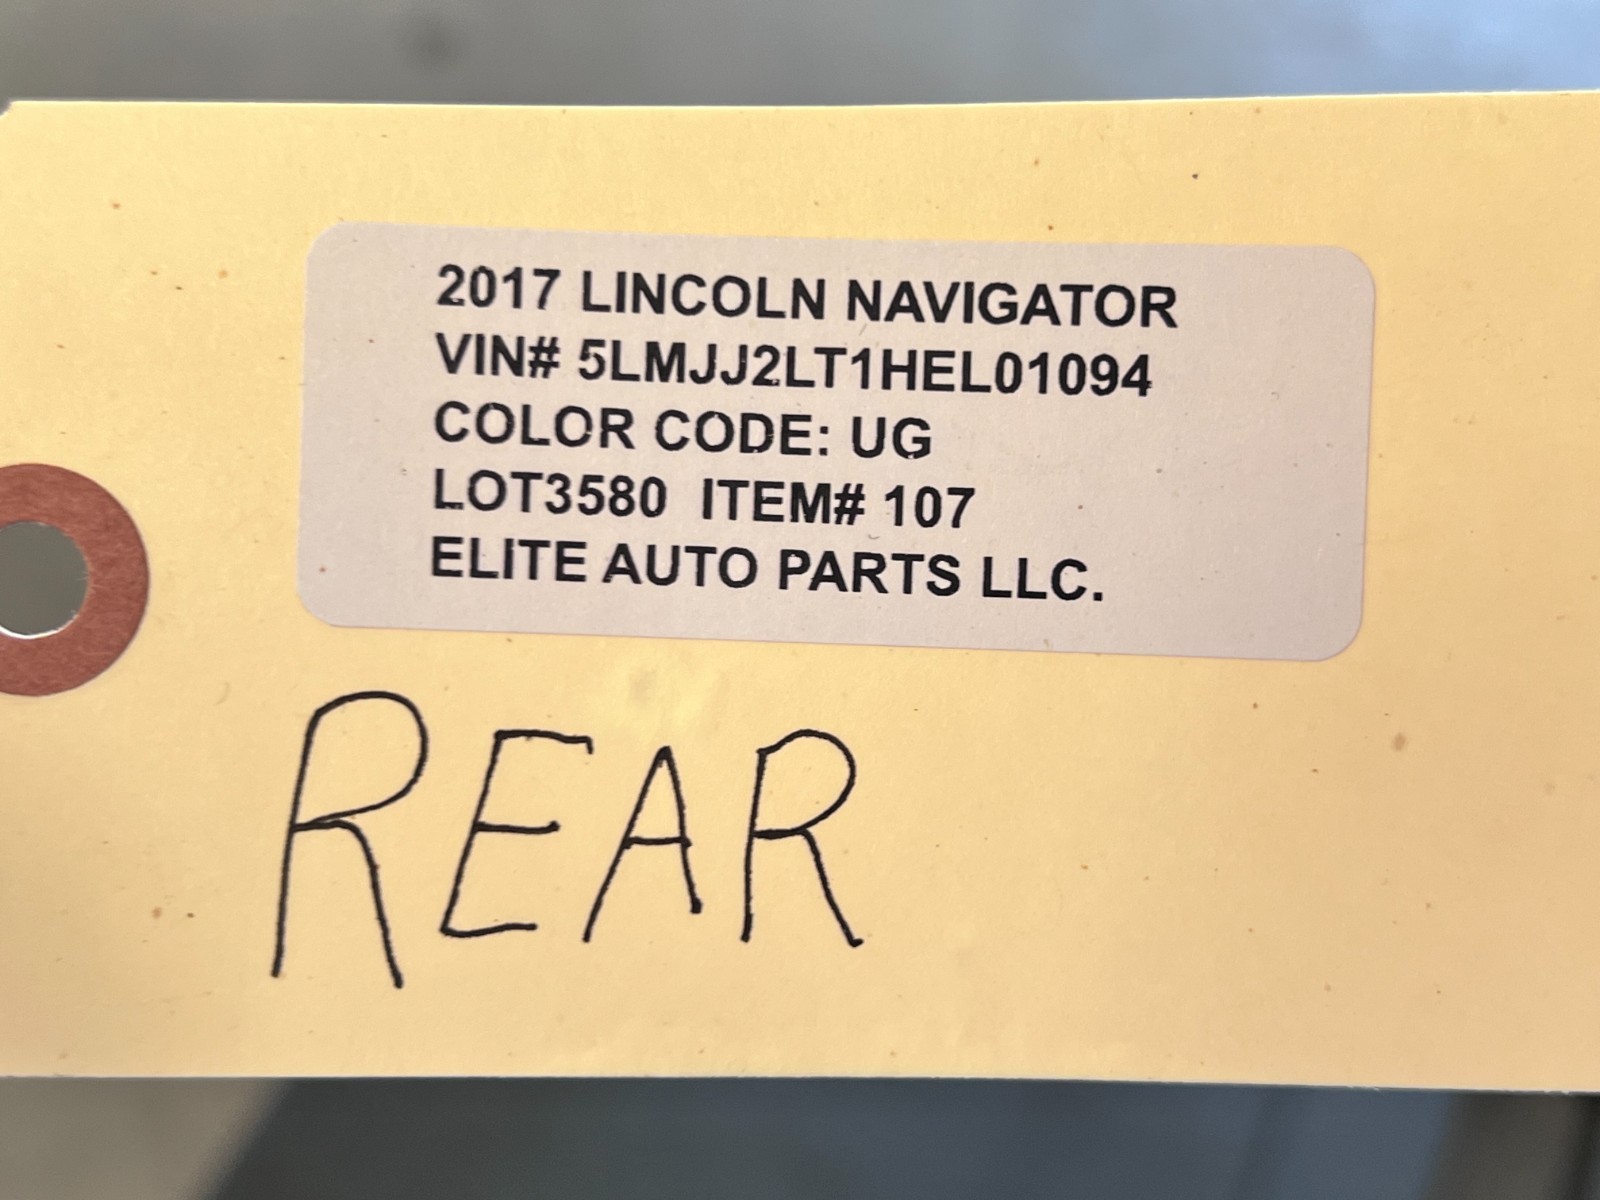 2017 LINCOLN NAVIGATOR
VIN# 5LMJJ2LT1HEL01094
COLOR CODE: UG
LOT3580 ITEM# 107
ELITE AUTO PARTS LLC.
REAR